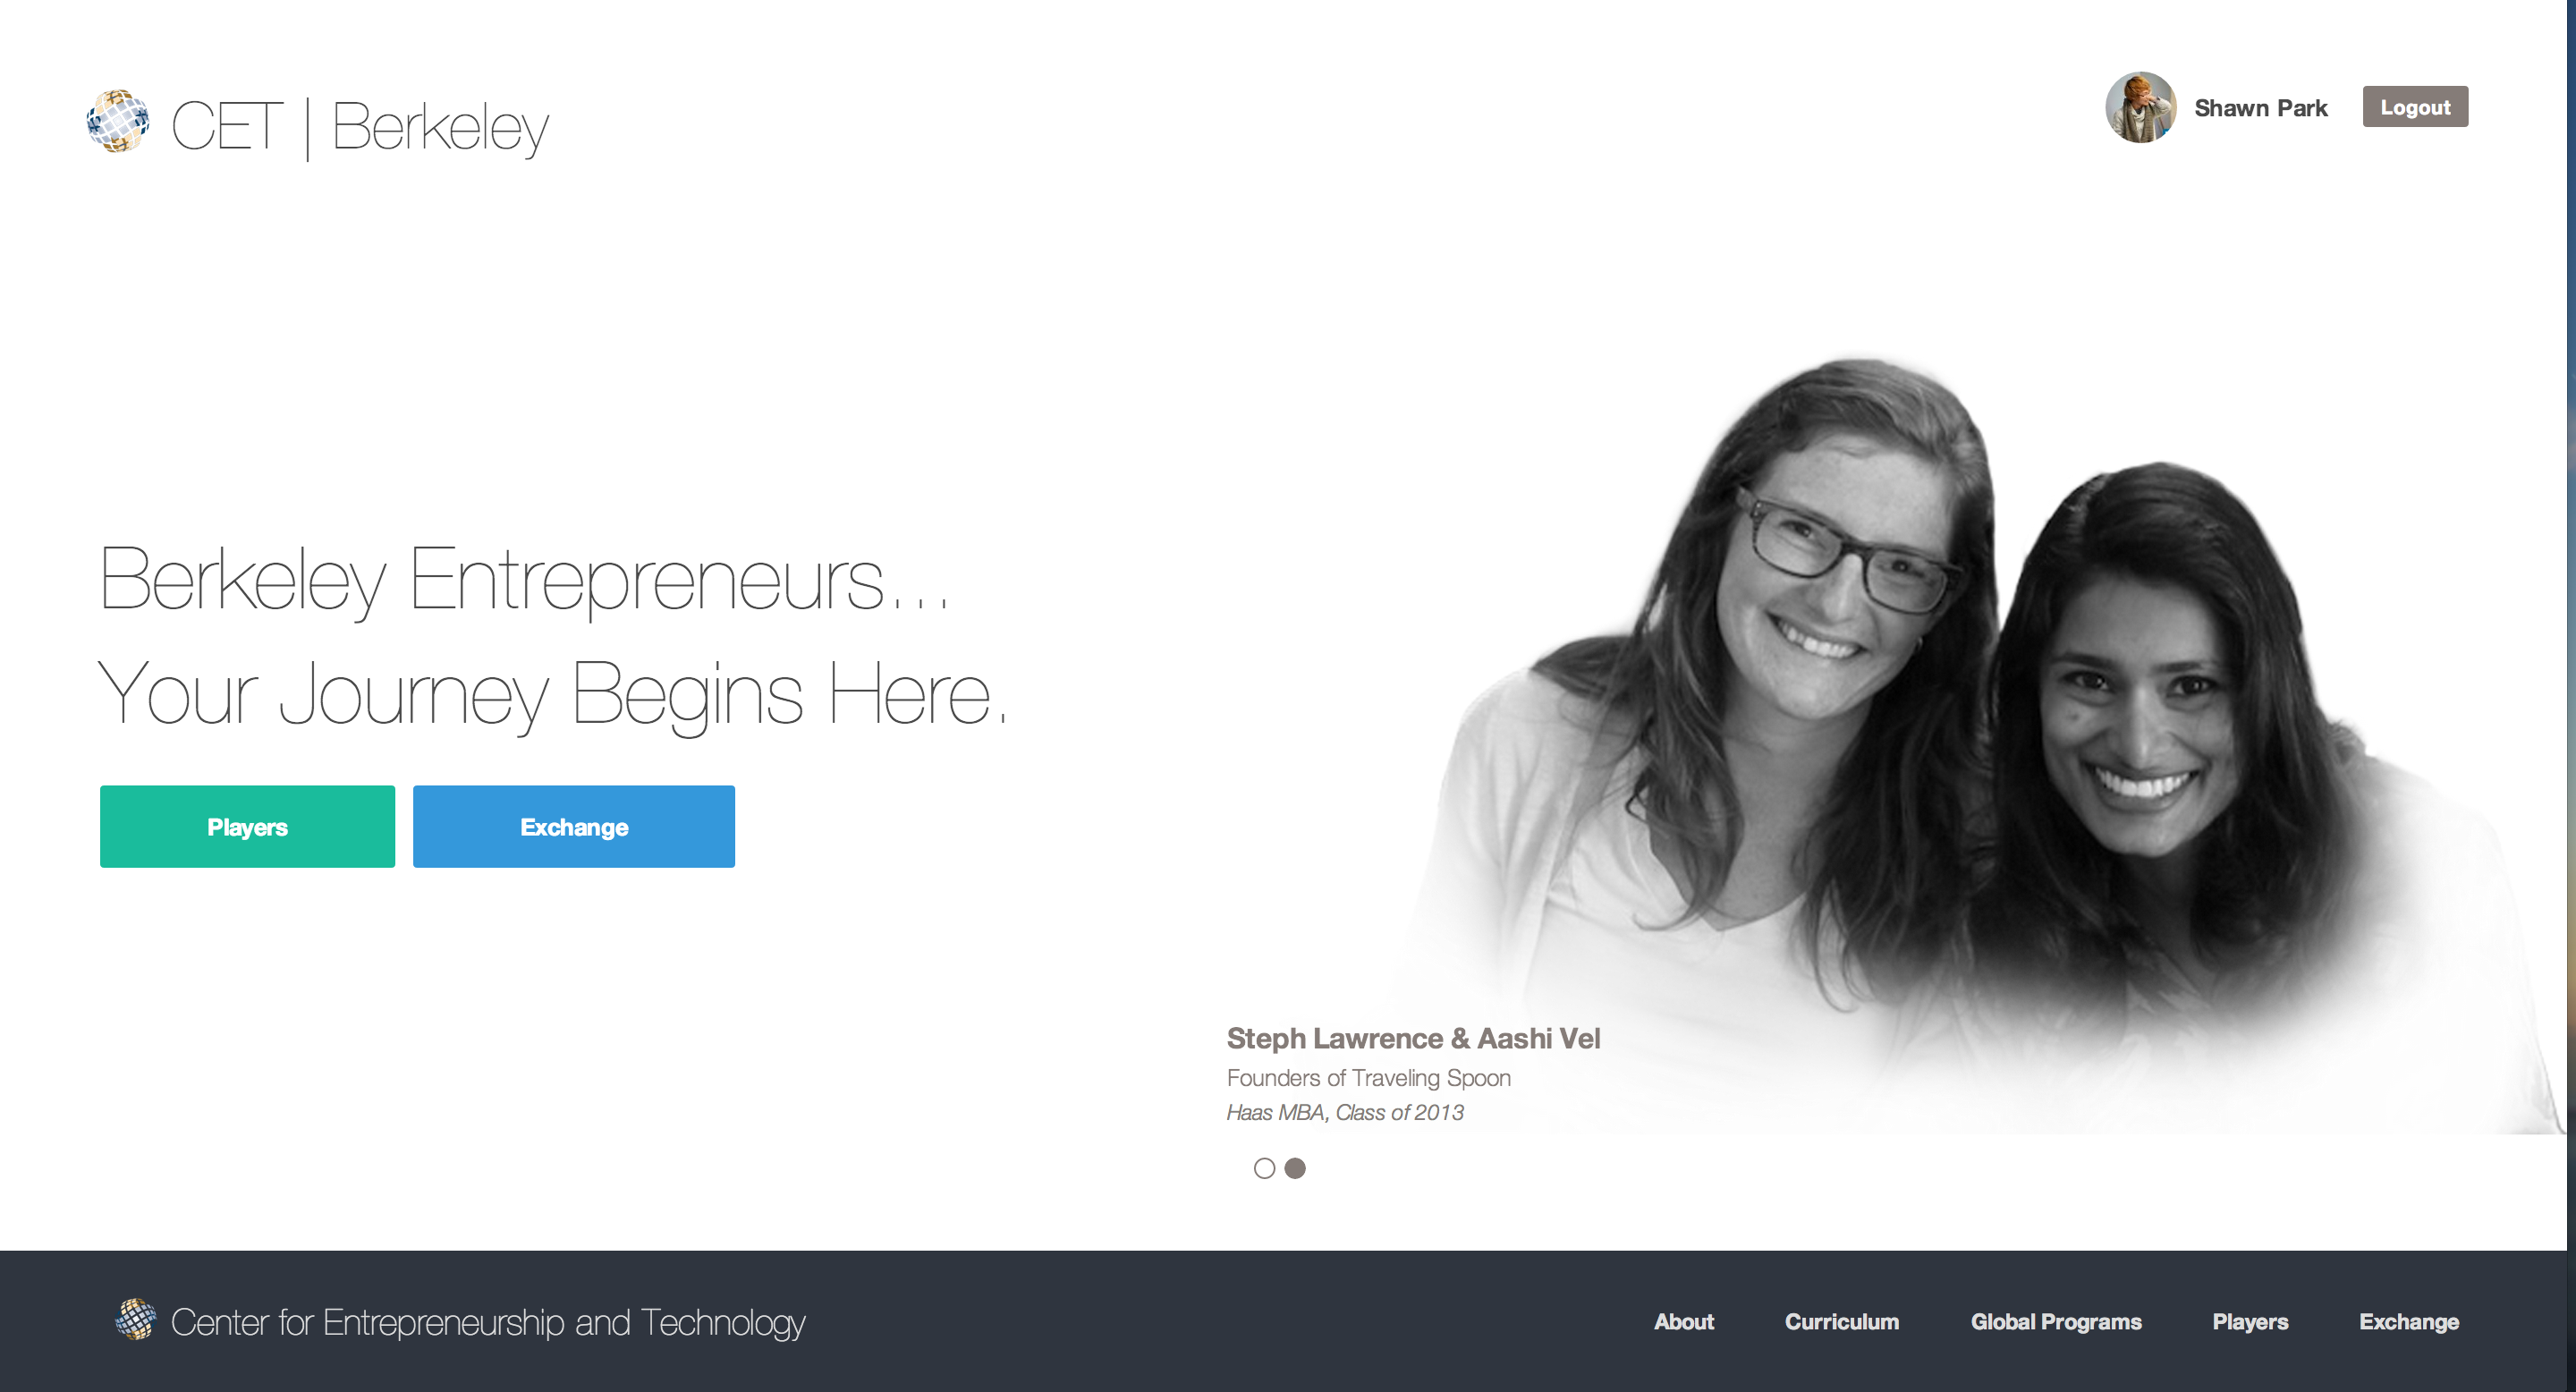 CET | Berkeley
Shawn Park
Logout
Berkeley Entrepreneurs...
Your Journey Begins Here.
Players
Exchange
Steph Lawrence & Aashi Vel
Founders of Traveling Spoon
Haas MBA, Class of 2013
Center for Entrepreneurship and Technology
About
Curriculum
Global Programs
Players
Exchange